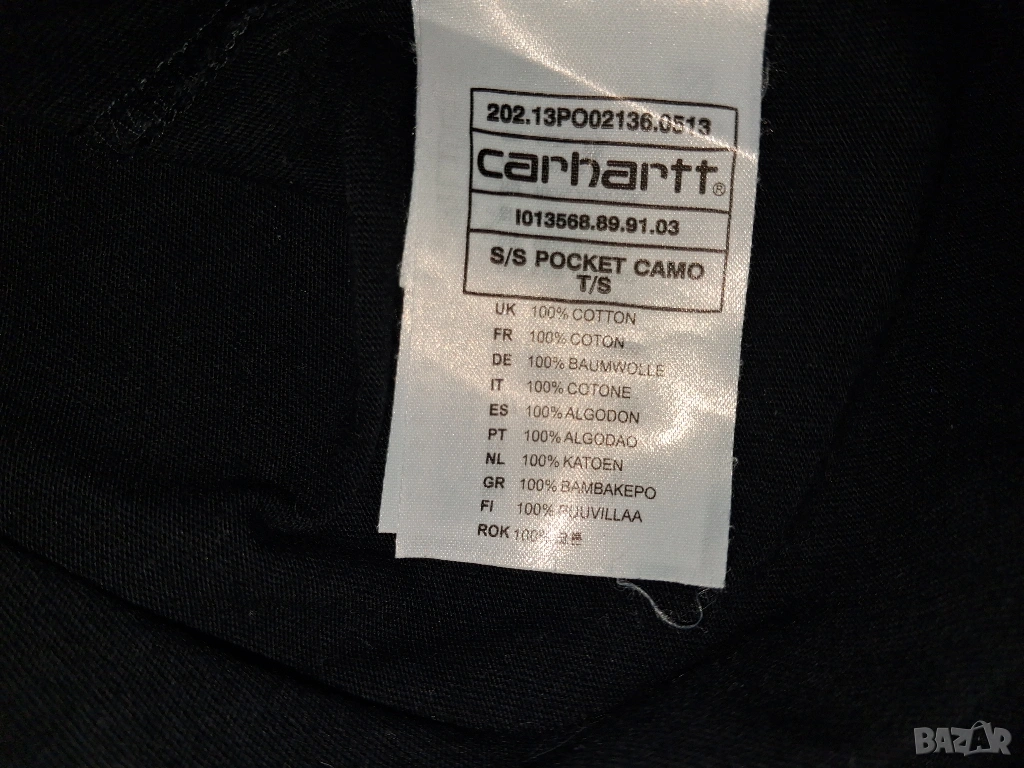 202.13PO02136.0513
carhartt®
I013568.89.91.03
S/S POCKET CAMO
T/S
UK 100% COTTON
FR 100% COTON
DE 100% BAUMWOLLE
IT 100% COTONE
ES 100% ALGODON
PT 100% ALGODAO
NL 100% KATOEN
GR 100% BAMBAKEPO
FI 100% PUUVILLAA
ROK 100%
BAZAR